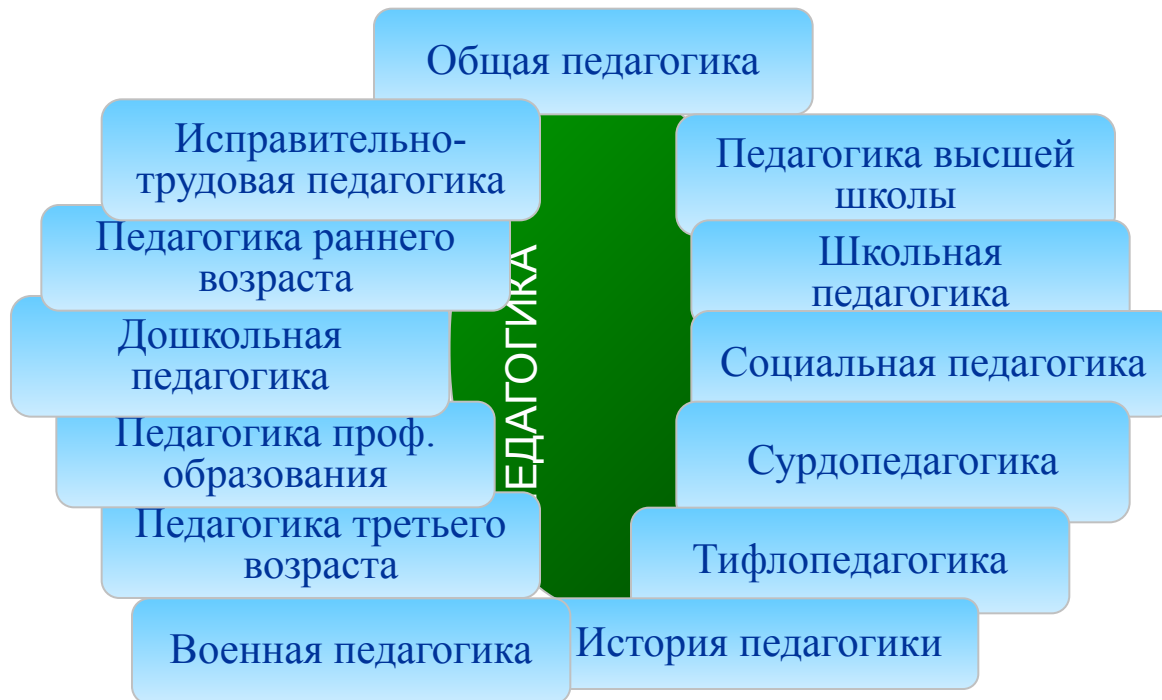 Общая педагогика
Исправительно-
трудовая педагогика
Педагогика высшей
школы
Педагогика раннего
возраста
Школьная
педагогика
Дошкольная
педагогика
Социальная педагогика
Педагогика проф.
образования
Сурдопедагогика
Педагогика третьего
возраста
Тифлопедагогика
Военная педагогика
История педагогики
ЕДАГОГИКА